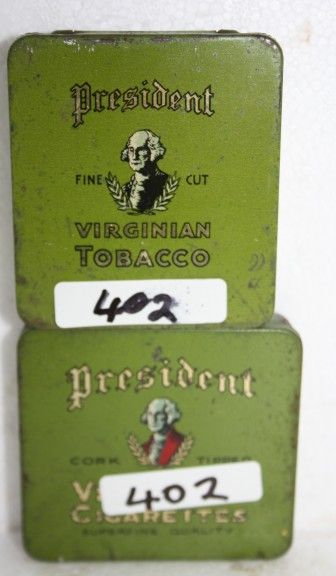 President
FINE CUT
VIRGINIAN
TOBACCO
402
President
CORK TIPPED
402
CIGARETTES
SUPERFINE QUALITY